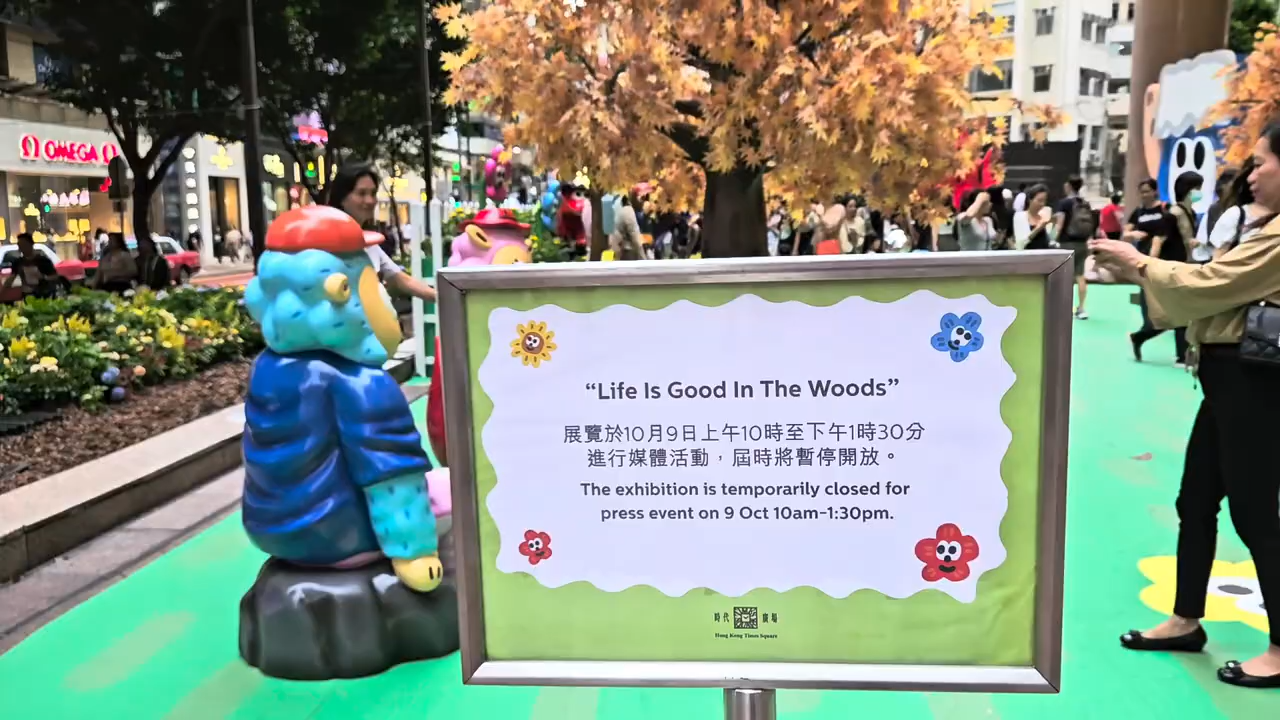 Ω OMEGA Ω
“Life Is Good In The Woods”
展覽於10月9日上午10時至下午1時30分
進行媒體活動，屆時將暫停開放。
The exhibition is temporarily closed for
press event on 9 Oct 10am-1:30pm.
時代廣場
Hong Kong Times Square